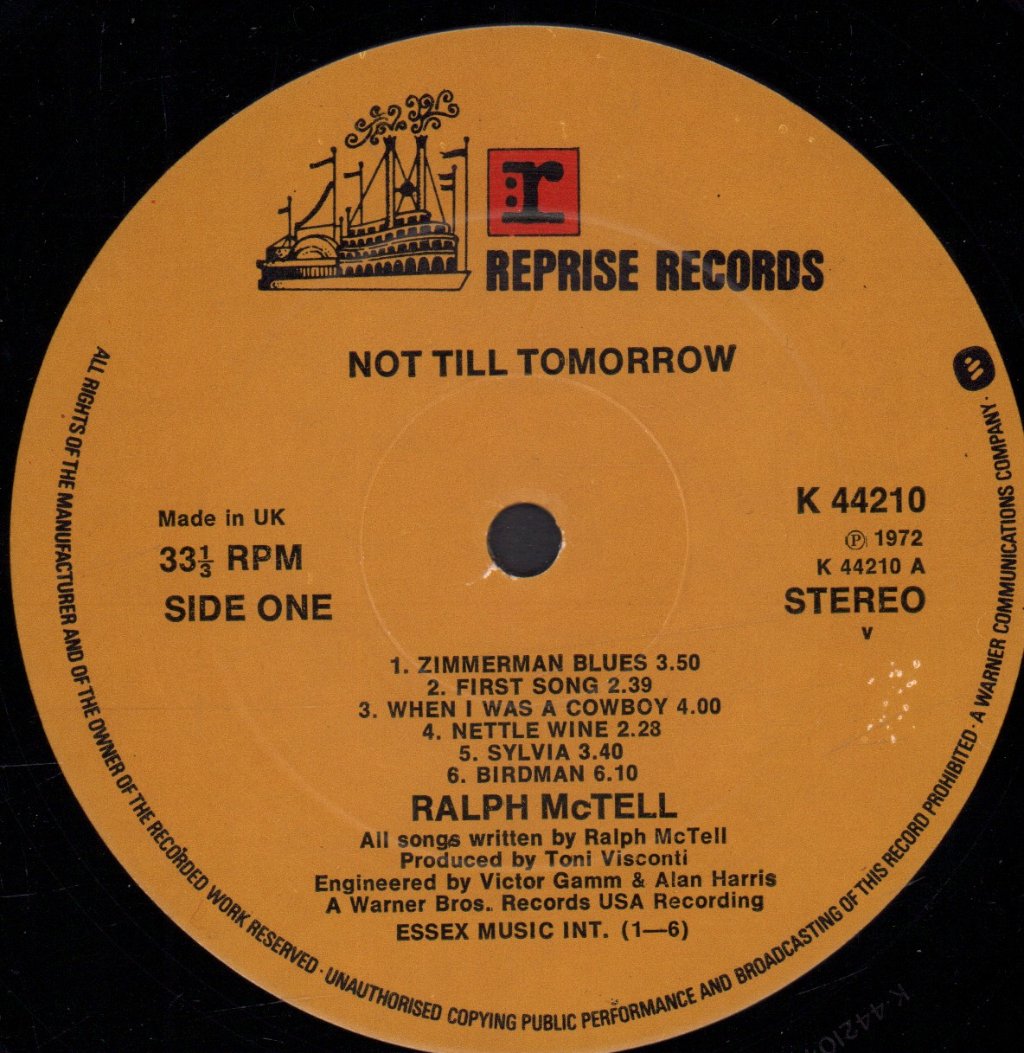 r
REPRISE RECORDS
NOT TILL TOMORROW
Made in UK
33⅓ RPM
SIDE ONE
K 44210
Ⓟ 1972
K 44210 A
STEREO
V
1. ZIMMERMAN BLUES 3.50
2. FIRST SONG 2.39
3. WHEN I WAS A COWBOY 4.00
4. NETTLE WINE 2.28
5. SYLVIA 3.40
6. BIRDMAN 6.10
RALPH McTELL
All songs written by Ralph McTell
Produced by Toni Visconti
Engineered by Victor Gamm & Alan Harris
A Warner Bros. Records USA Recording
ESSEX MUSIC INT. (1—6)
ALL RIGHTS OF THE MANUFACTURER AND OF THE OWNER OF THE RECORDED WORK RESERVED · UNAUTHORISED COPYING PUBLIC PERFORMANCE AND BROADCASTING OF THIS RECORD PROHIBITED · A WARNER COMMUNICATIONS COMPANY ·
K 44210